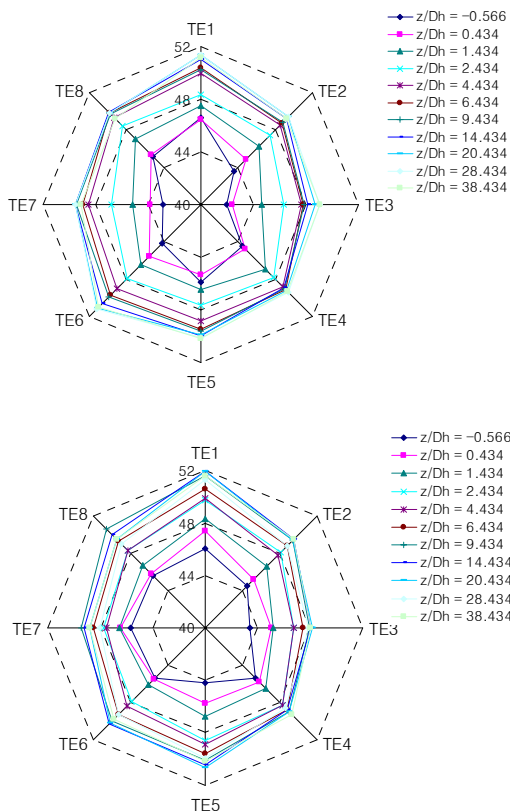 52
TE1
TE8
TE2
48
44
TE7
40
TE3
TE6
TE4
TE5
z/Dh = -0.566
z/Dh = 0.434
z/Dh = 1.434
z/Dh = 2.434
z/Dh = 4.434
z/Dh = 6.434
z/Dh = 9.434
z/Dh = 14.434
z/Dh = 20.434
z/Dh = 28.434
z/Dh = 38.434
TE1
52
TE8
TE2
48
44
TE7
40
TE3
TE6
TE4
TE5
z/Dh = -0.566
z/Dh = 0.434
z/Dh = 1.434
z/Dh = 2.434
z/Dh = 4.434
z/Dh = 6.434
z/Dh = 9.434
z/Dh = 14.434
z/Dh = 20.434
z/Dh = 28.434
z/Dh = 38.434